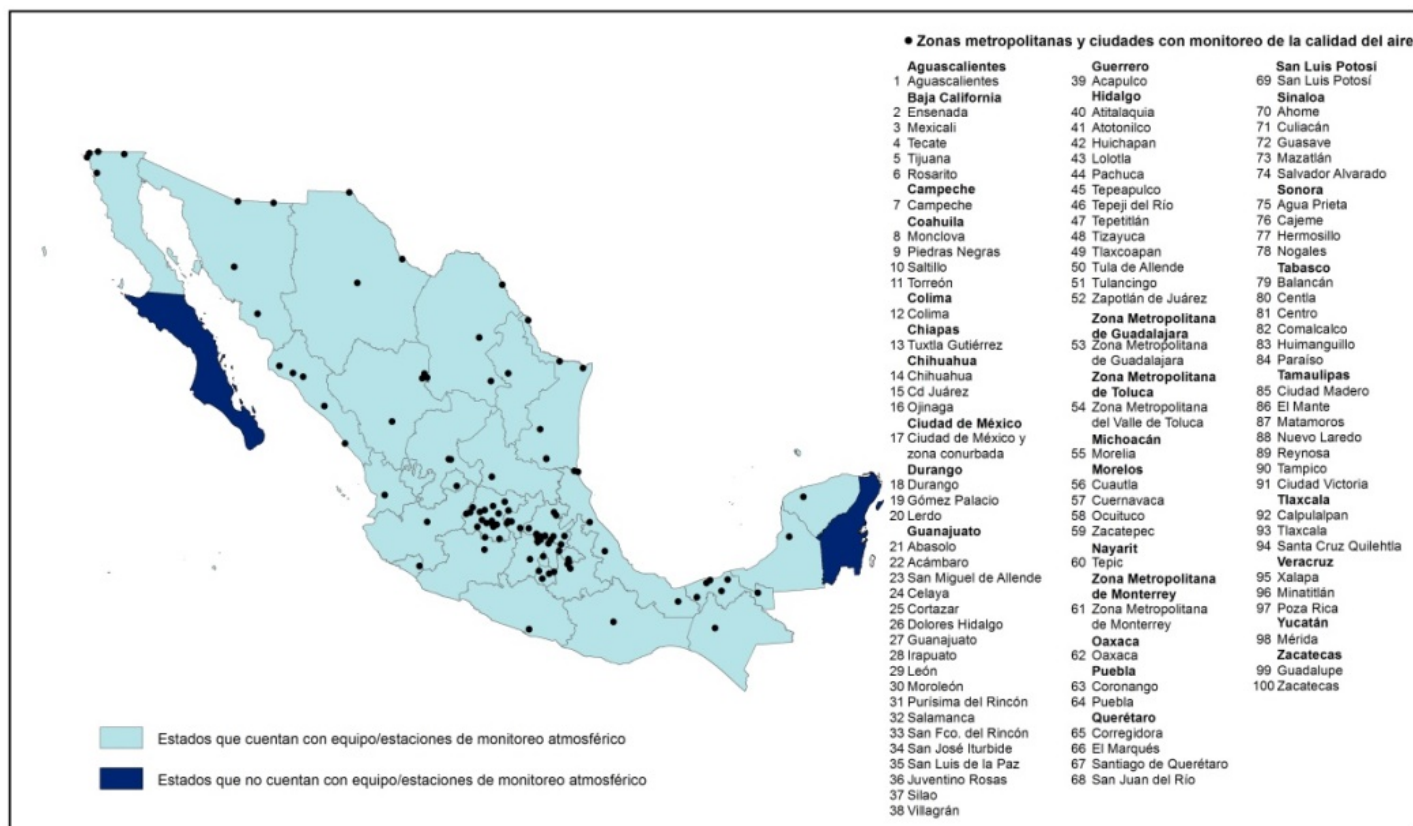 ● Zonas metropolitanas y ciudades con monitoreo de la calidad del aire
Aguascalientes
1 Aguascalientes
Baja California
2 Ensenada
3 Mexicali
4 Tecate
5 Tijuana
6 Rosarito
Campeche
7 Campeche
Coahuila
8 Monclova
9 Piedras Negras
10 Saltillo
11 Torreón
Colima
12 Colima
Chiapas
13 Tuxtla Gutiérrez
Chihuahua
14 Chihuahua
15 Cd Juárez
16 Ojinaga
Ciudad de México
17 Ciudad de México y
zona conurbada
Durango
18 Durango
19 Gómez Palacio
20 Lerdo
Guanajuato
21 Abasolo
22 Acámbaro
23 San Miguel de Allende
24 Celaya
25 Cortazar
26 Dolores Hidalgo
27 Guanajuato
28 Irapuato
29 León
30 Moroleón
31 Purísima del Rincón
32 Salamanca
33 San Fco. del Rincón
34 San José Iturbide
35 San Luis de la Paz
36 Juventino Rosas
37 Silao
38 Villagrán
Guerrero
39 Acapulco
Hidalgo
40 Atitalaquia
41 Atotonilco
42 Huichapan
43 Lolotla
44 Pachuca
45 Tepeapulco
46 Tepeji del Río
47 Tepetitlán
48 Tizayuca
49 Tlaxcoapan
50 Tula de Allende
51 Tulancingo
52 Zapotlán de Juárez
Zona Metropolitana
de Guadalajara
53 Zona Metropolitana
de Guadalajara
Zona Metropolitana
de Toluca
54 Zona Metropolitana
del Valle de Toluca
Michoacán
55 Morelia
Morelos
56 Cuautla
57 Cuernavaca
58 Ocuituco
59 Zacatepec
Nayarit
60 Tepic
Zona Metropolitana
de Monterrey
61 Zona Metropolitana
de Monterrey
Oaxaca
62 Oaxaca
Puebla
63 Coronango
64 Puebla
Querétaro
65 Corregidora
66 El Marqués
67 Santiago de Querétaro
68 San Juan del Río
San Luis Potosí
69 San Luis Potosí
Sinaloa
70 Ahome
71 Culiacán
72 Guasave
73 Mazatlán
74 Salvador Alvarado
Sonora
75 Agua Prieta
76 Cajeme
77 Hermosillo
78 Nogales
Tabasco
79 Balancán
80 Centla
81 Centro
82 Comalcalco
83 Huimanguillo
84 Paraíso
Tamaulipas
85 Ciudad Madero
86 El Mante
87 Matamoros
88 Nuevo Laredo
89 Reynosa
90 Tampico
91 Ciudad Victoria
Tlaxcala
92 Calpulalpan
93 Tlaxcala
94 Santa Cruz Quilehtla
Veracruz
95 Xalapa
96 Minatitlán
97 Poza Rica
Yucatán
98 Mérida
Zacatecas
99 Guadalupe
100 Zacatecas
Estados que cuentan con equipo/estaciones de monitoreo atmosférico
Estados que no cuentan con equipo/estaciones de monitoreo atmosférico